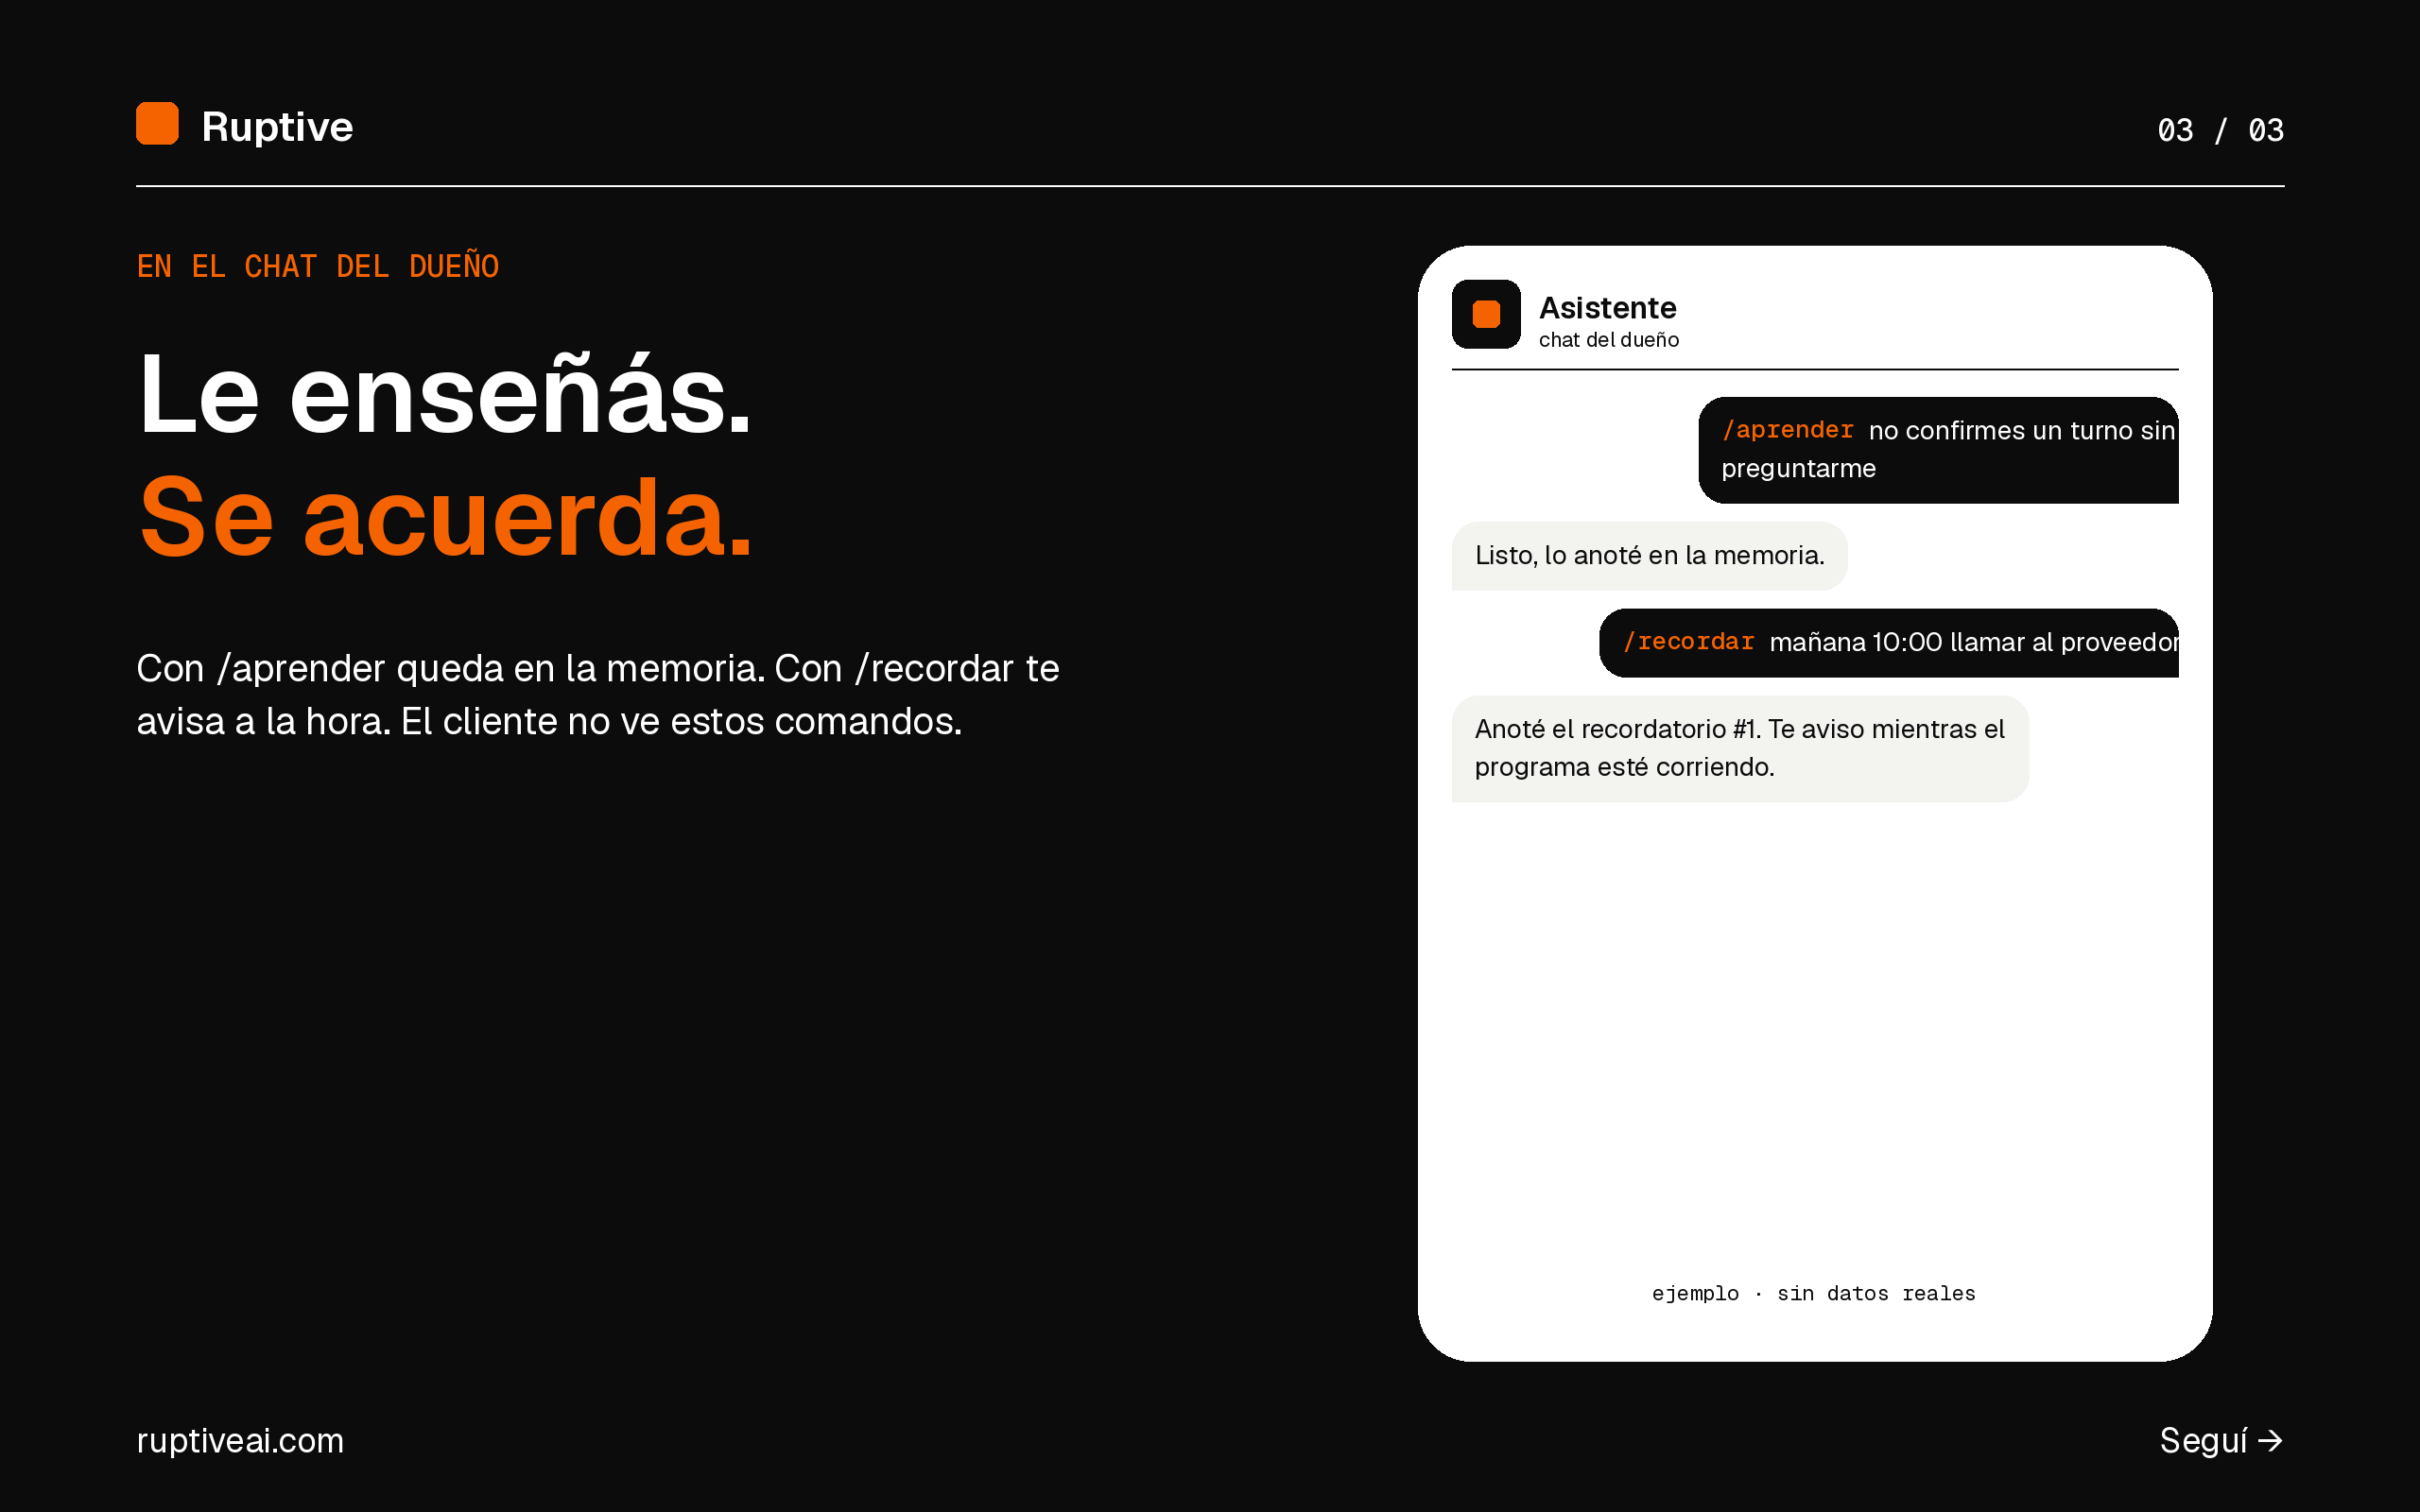 Ruptive
03 / 03
EN EL CHAT DEL DUEÑO
Le enseñás.
Se acuerda.
Con /aprender queda en la memoria. Con /recordar te
avisa a la hora. El cliente no ve estos comandos.
Asistente
chat del dueño
/aprender no confirmes un turno sin
preguntarme
Listo, lo anoté en la memoria.
/recordar mañana 10:00 llamar al proveedor
Anoté el recordatorio #1. Te aviso mientras el
programa esté corriendo.
ejemplo · sin datos reales
ruptiveai.com
Seguí →